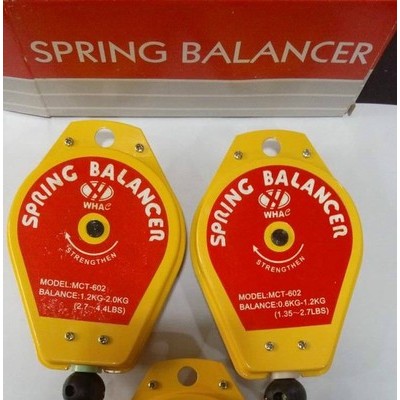 SPRING BALANCER
SPRING BALANCER
WHAC
STRENGTHEN
MODEL:MCT-602
BALANCE:1.2KG-2.0KG
(2.7~4.4LBS)
SPRING BALANCER
WHAC
STRENGTHEN
MODEL:MCT-602
BALANCE:0.6KG-1.2KG
(1.35~2.7LBS)